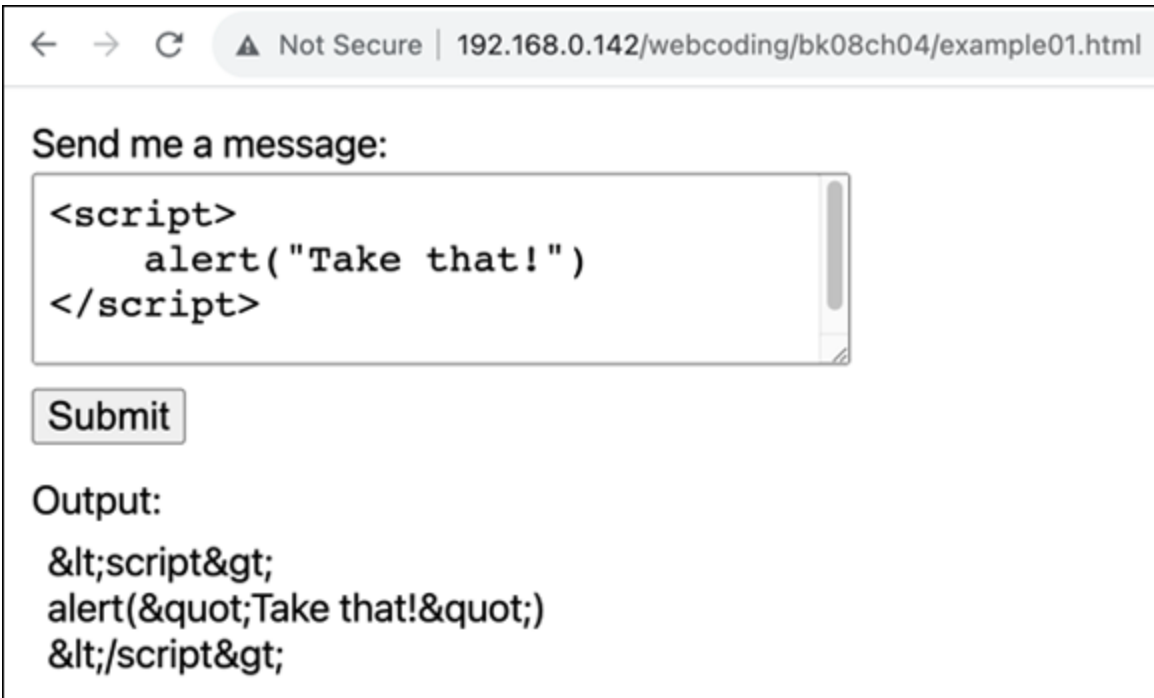 Not Secure | 192.168.0.142/webcoding/bk08ch04/example01.html
Send me a message:
<script>
    alert("Take that!")
</script>
Submit
Output:
&lt;script&gt;
alert(&quot;Take that!&quot;)
&lt;/script&gt;